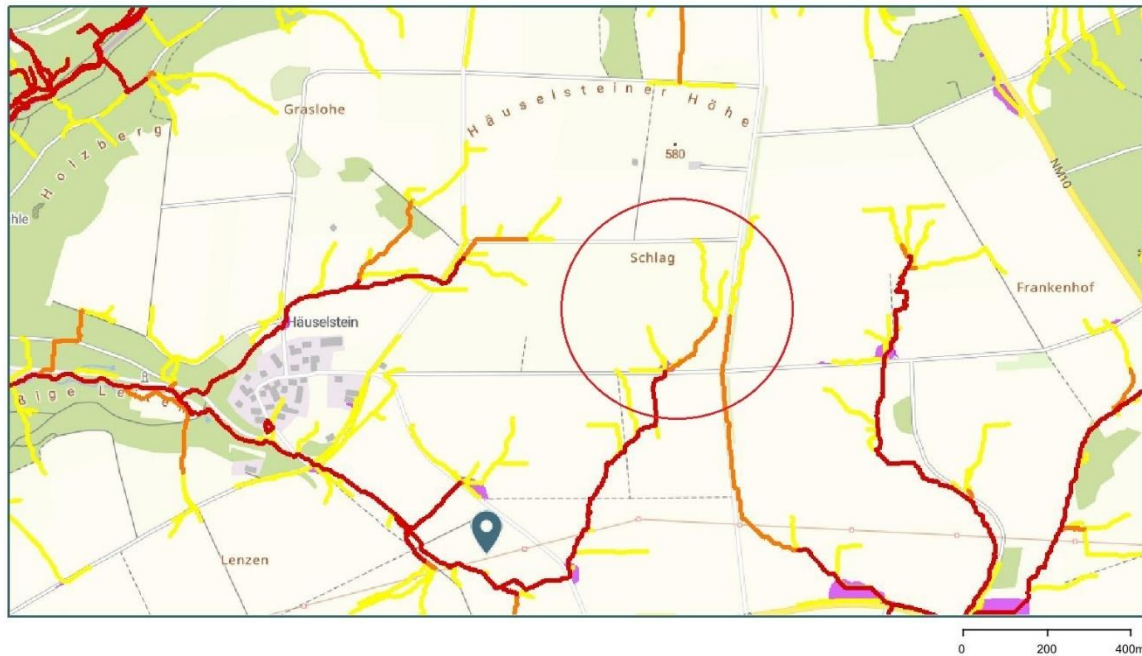 Graslohe
Häuselsteiner Höhe
Holzberg
580
NM10
hle
Schlag
Frankenhof
Häuselstein
Lenzen
0 200 400m